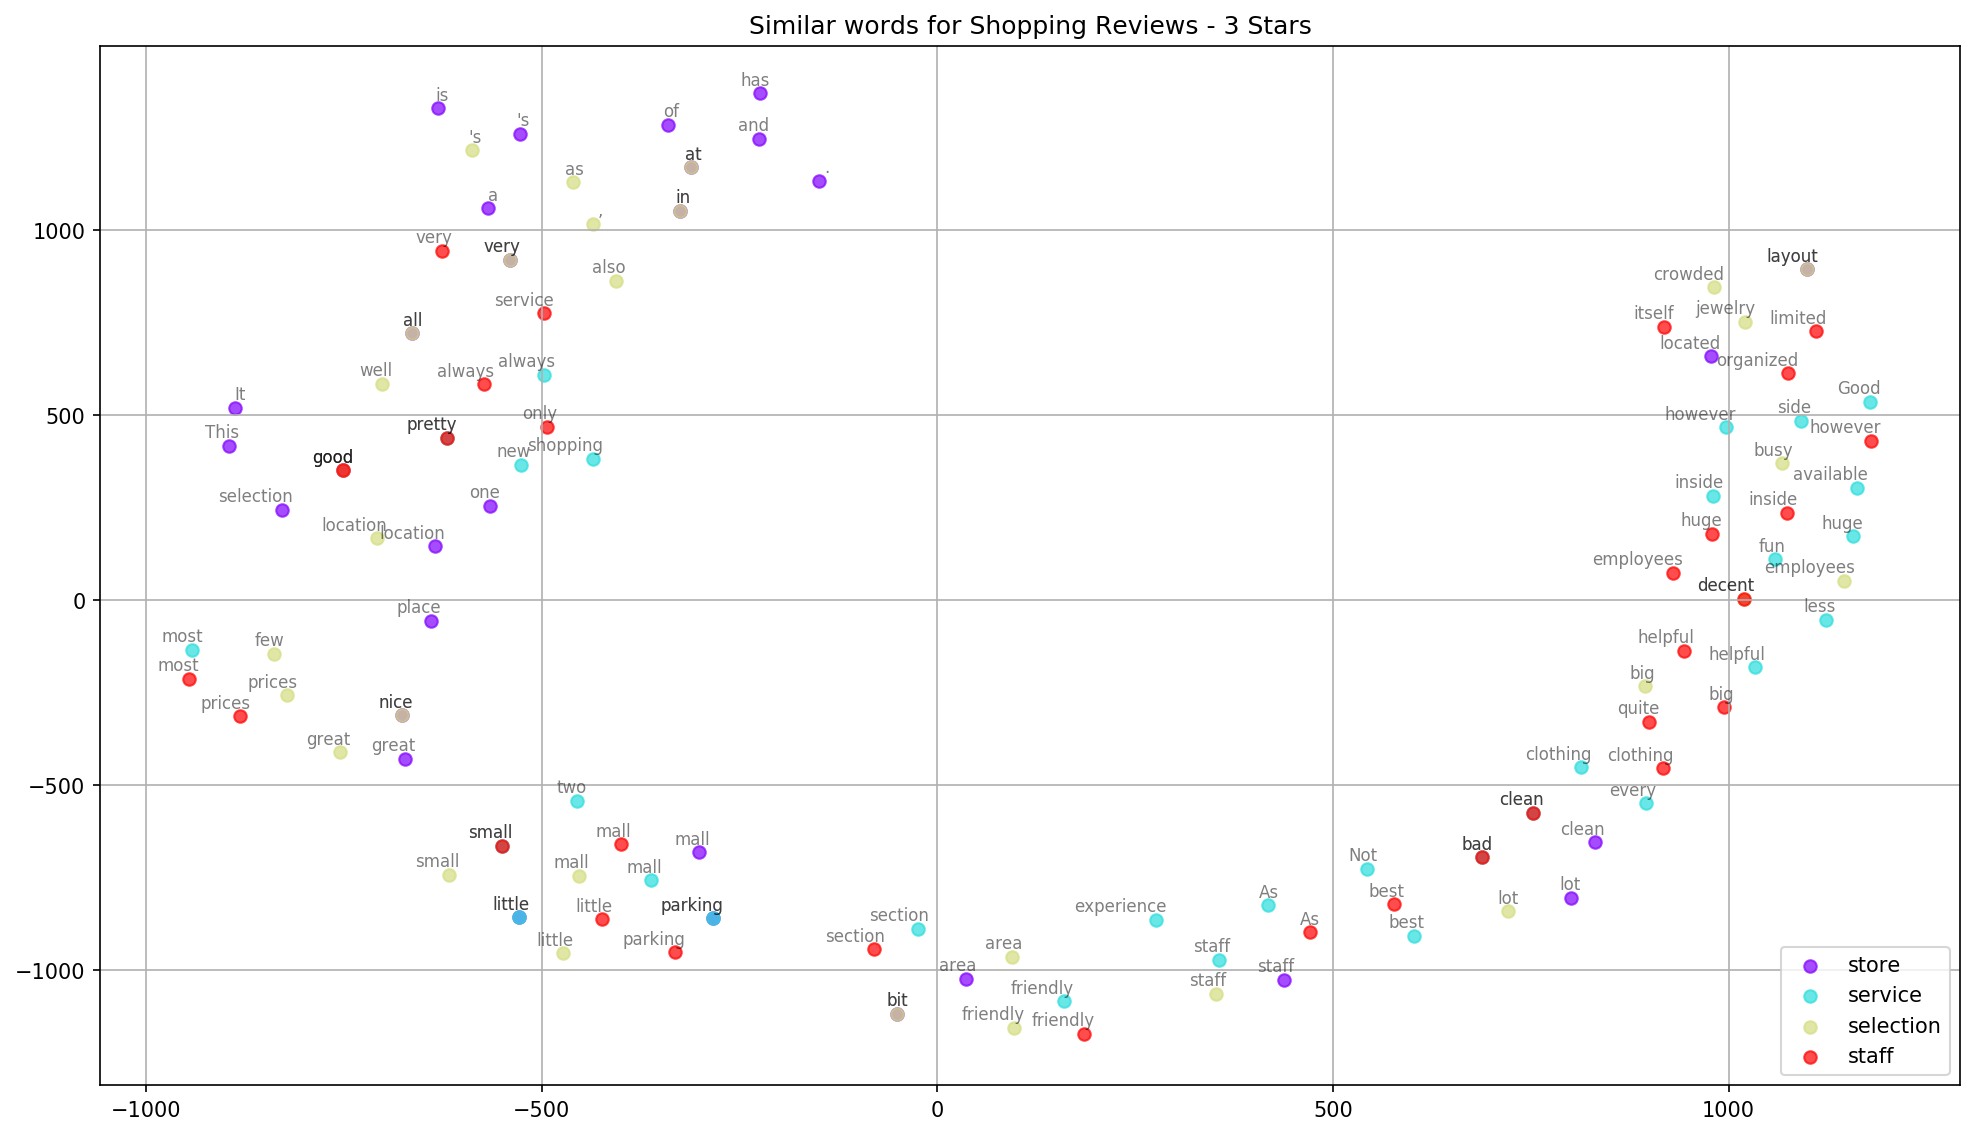 Similar words for Shopping Reviews - 3 Stars
has
is
of
's
and
's
at
as
.
in
a
,
very
very
also
layout
crowded
service
jewelry
itself
limited
all
located
always
organized
well
always
Good
It
only
side
however
This
pretty
however
shopping
good
new
busy
available
selection
one
inside
inside
location
location
huge
huge
fun
employees
employees
decent
place
less
most
few
helpful
helpful
most
prices
big
prices
nice
big
quite
great
great
clothing
clothing
two
every
clean
small
mall
mall
clean
small
mall
mall
Not
bad
little
little
parking
As
best
lot
lot
experience
section
As
best
little
parking
section
area
staff
area
staff
staff
friendly
bit
friendly
friendly
1000
500
0
−500
−1000
−1000
−500
0
500
1000
store
service
selection
staff